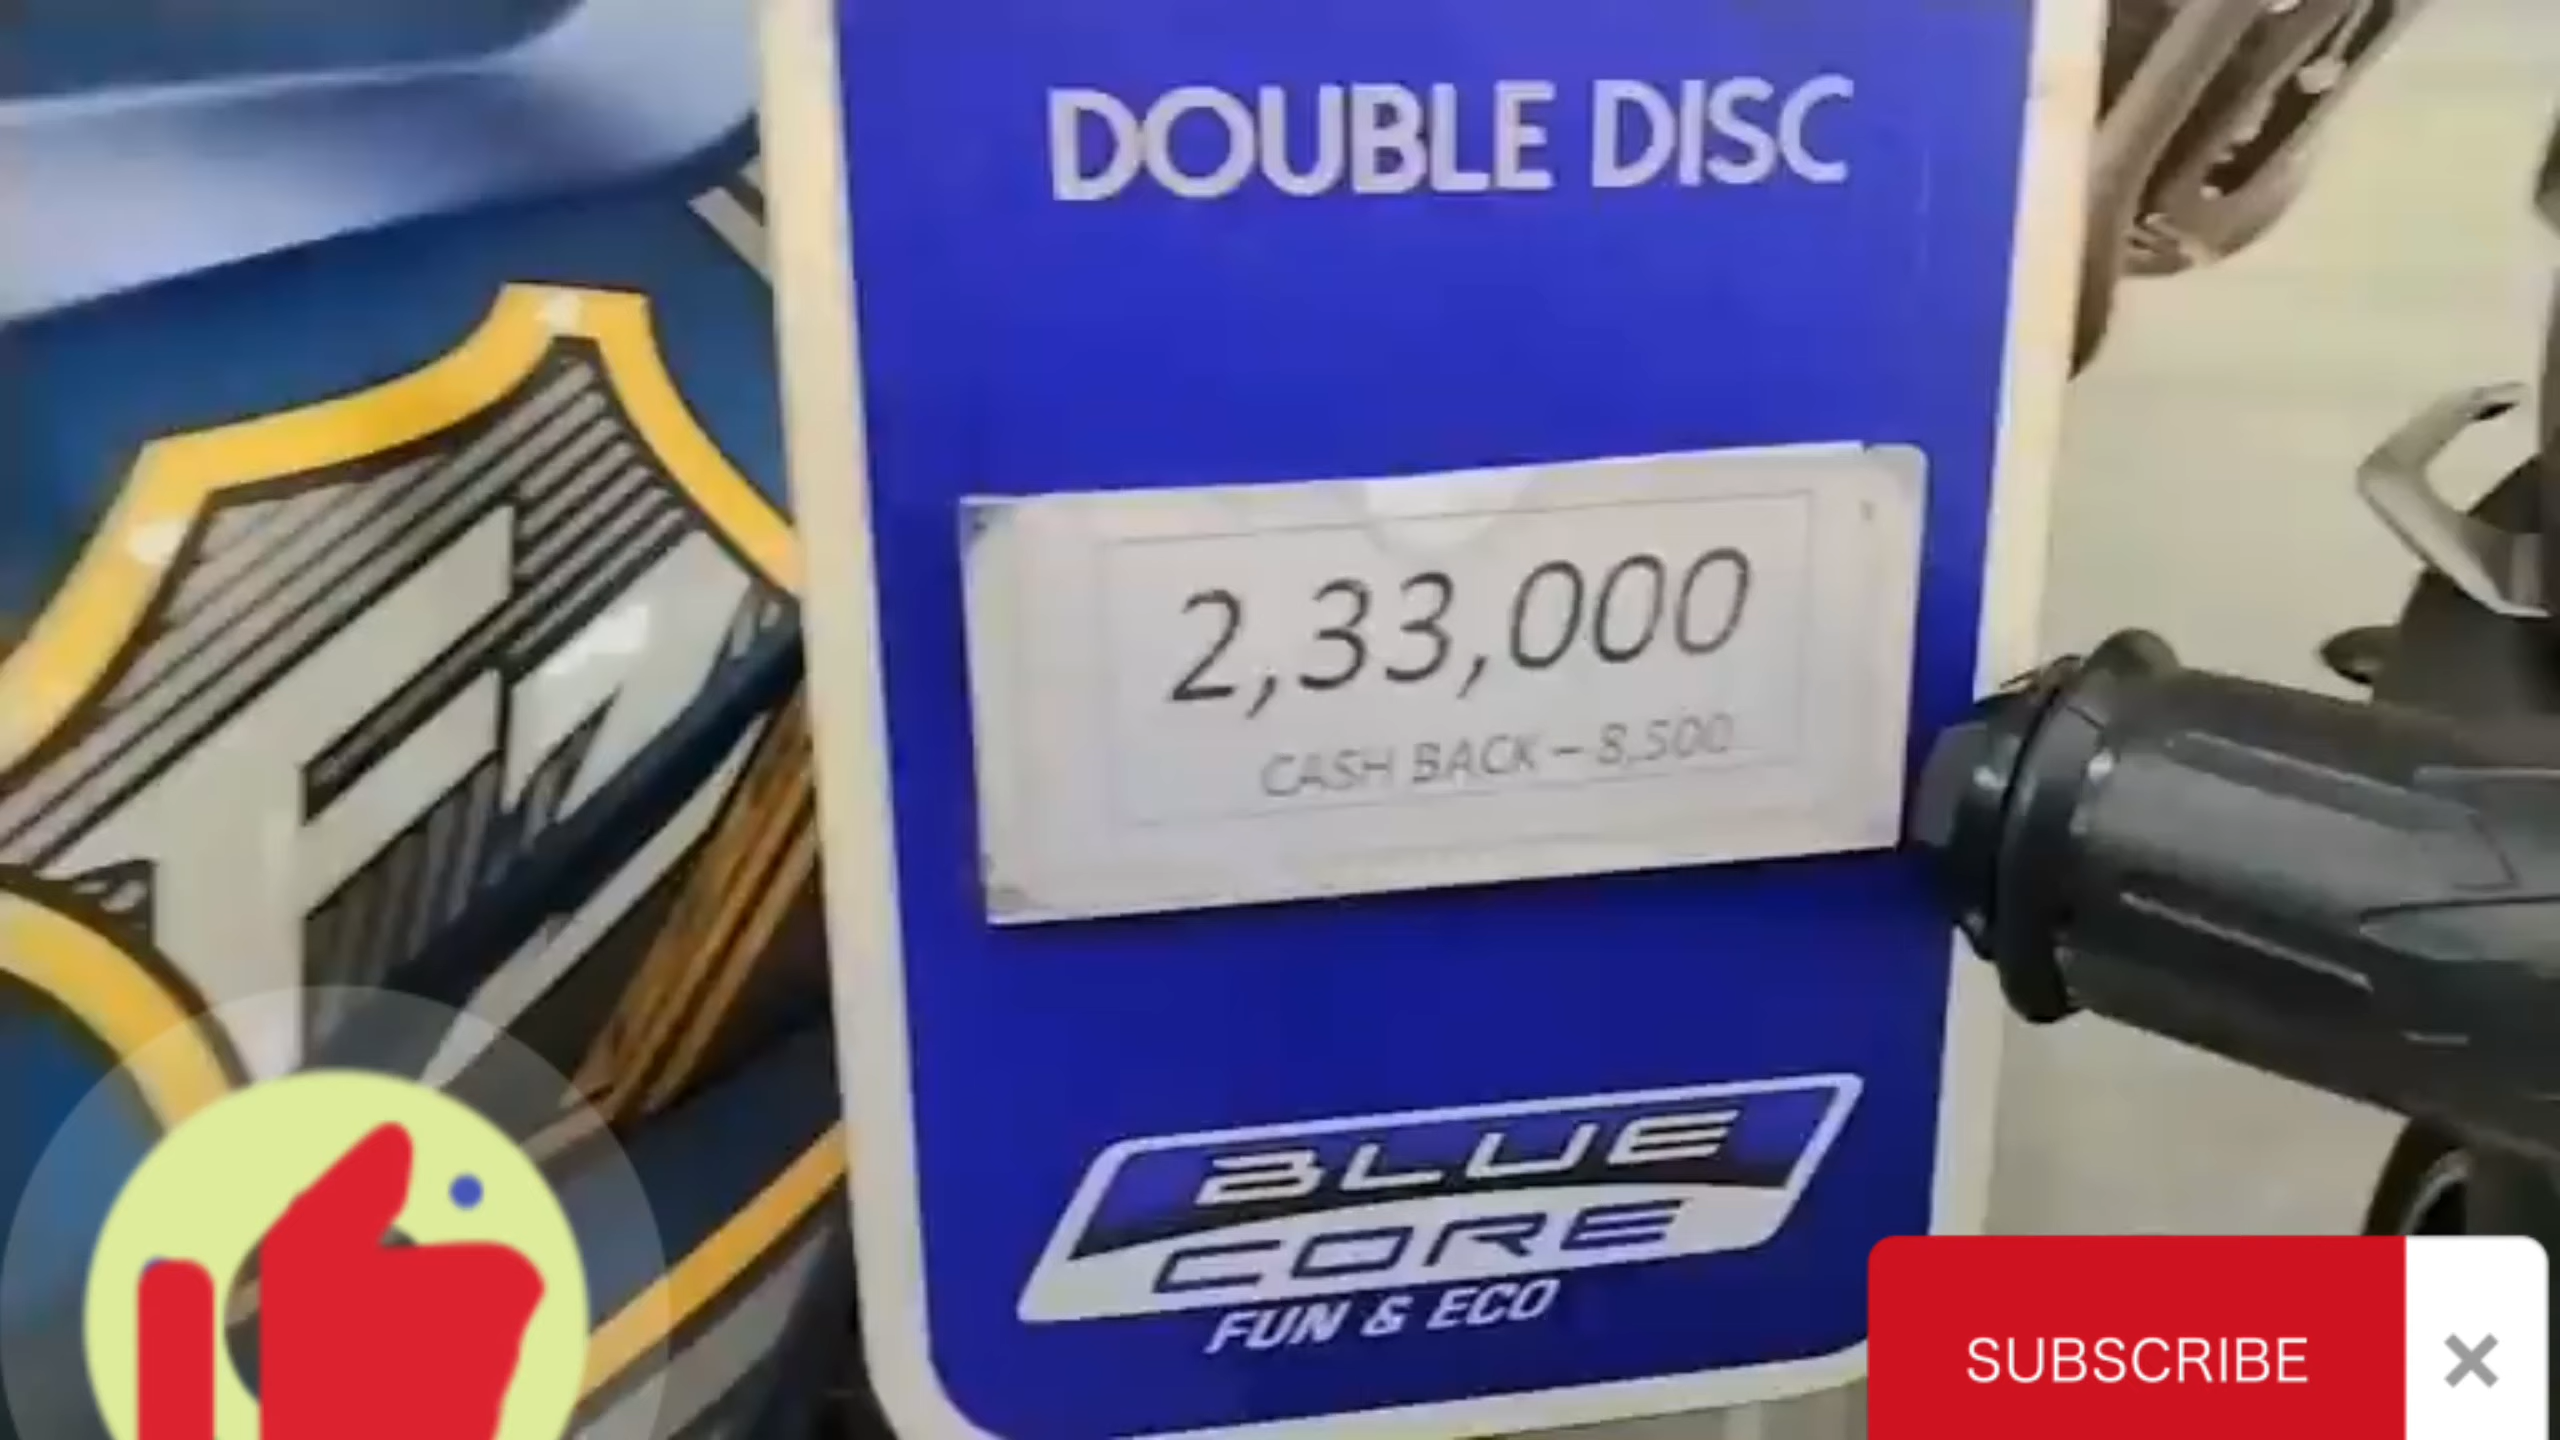 DOUBLE DISC
2,33,000
CASH BACK – 8,500
BLUE
CORE
FUN & ECO
SUBSCRIBE